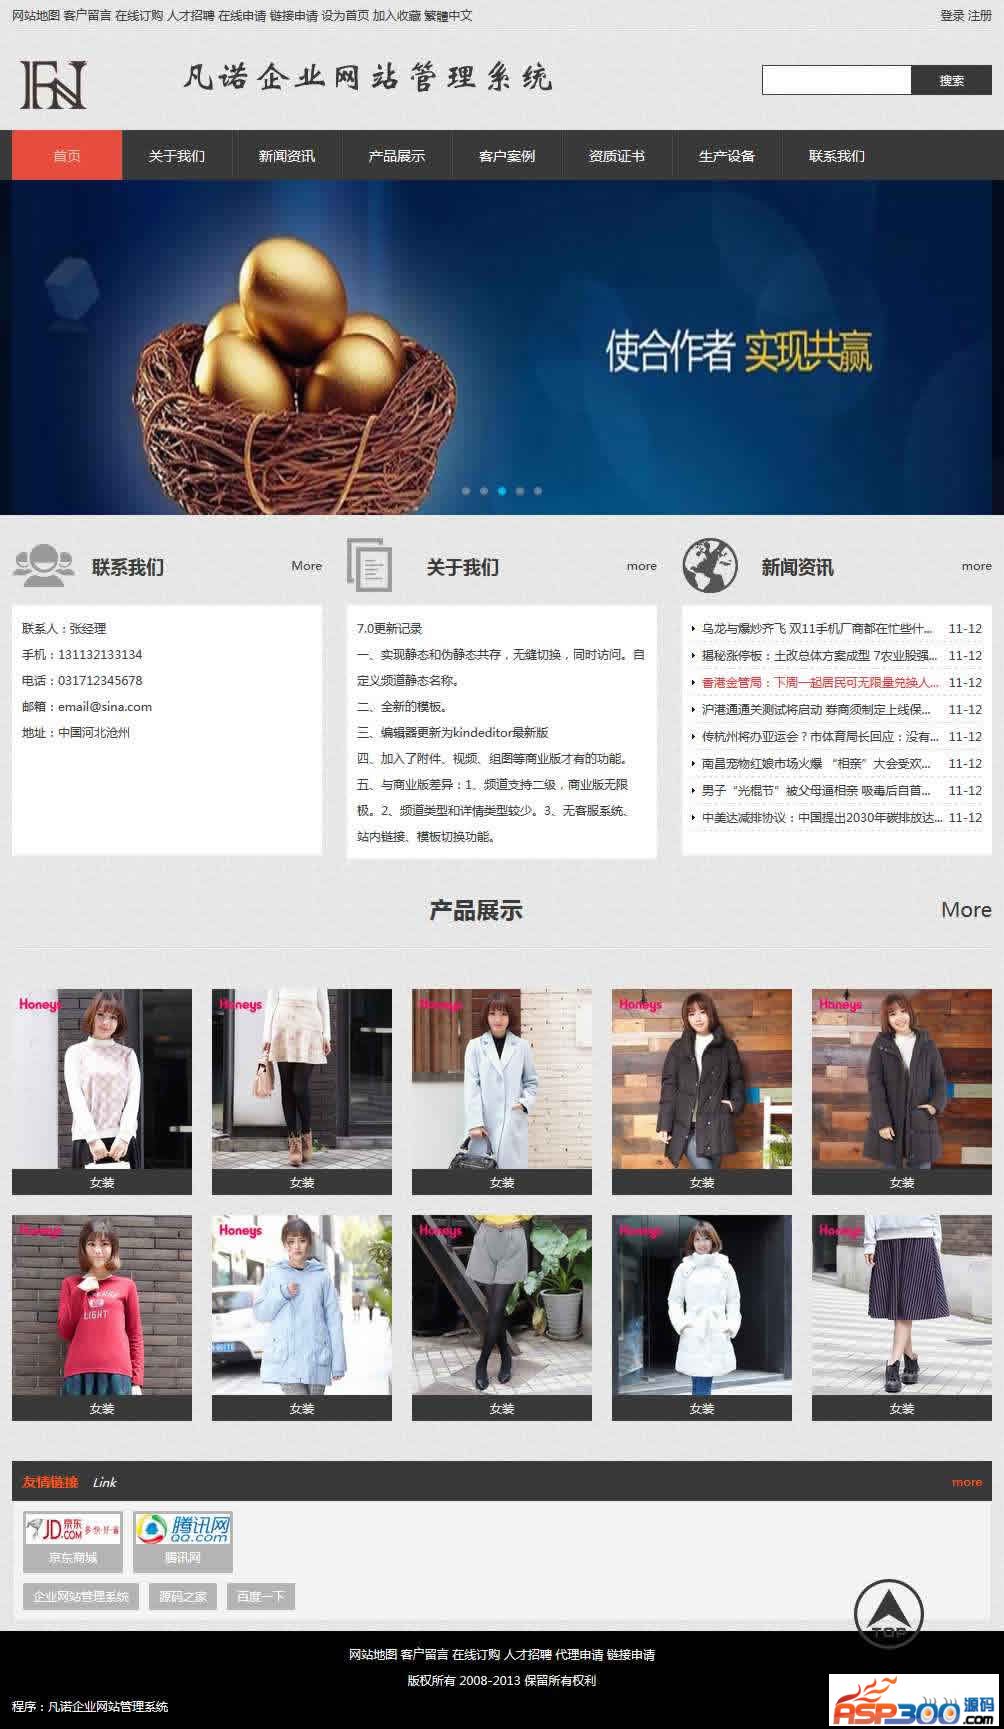 网站地图 客户留言 在线订购 人才招聘 在线申请 链接申请 设为首页 加入收藏 繁體中文
登录 注册
FN
凡诺企业网站管理系统
搜索
首页 关于我们 新闻资讯 产品展示 客户案例 资质证书 生产设备 联系我们
使合作者 实现共赢
联系我们 More
联系人：张经理
手机：131132133134
电话：031712345678
邮箱：email@sina.com
地址：中国河北沧州
关于我们 more
7.0更新记录
一、实现静态和伪静态共存，无缝切换，同时访问。自
定义频道静态名称。
二、全新的模板。
三、编辑器更新为kindeditor最新版
四、加入了附件、视频、组图等商业版才有的功能。
五、与商业版差异：1、频道支持二级，商业版无限
极。2、频道类型和详情类型较少。3、无客服系统、
站内链接、模板切换功能。
新闻资讯 more
乌龙与爆炒齐飞 双11手机厂商都在忙些什... 11-12
揭秘涨停板：土改总体方案成型 7农业股强... 11-12
香港金管局：下周一起居民可无限量兑换人... 11-12
沪港通通关测试将启动 券商须制定上线保... 11-12
传杭州将办亚运会？市体育局长回应：没有... 11-12
南昌宠物红娘市场火爆 “相亲”大会受欢... 11-12
男子“光棍节”被父母逼相亲 吸毒后自首... 11-12
中美达减排协议：中国提出2030年碳排放达... 11-12
产品展示 More
Honeys Honeys Honeys Honeys Honeys
女装 女装 女装 女装 女装
Honeys Honeys Honeys Honeys Honeys
LIGHT
女装 女装 女装 女装 女装
友情链接 Link more
JD.COM 京东 多·快·好·省
腾讯网 QQ.com
京东商城 腾讯网
企业网站管理系统 源码之家 百度一下
TOP
网站地图 客户留言 在线订购 人才招聘 代理申请 链接申请
版权所有 2008-2013 保留所有权利
程序：凡诺企业网站管理系统
ASP300源码.com